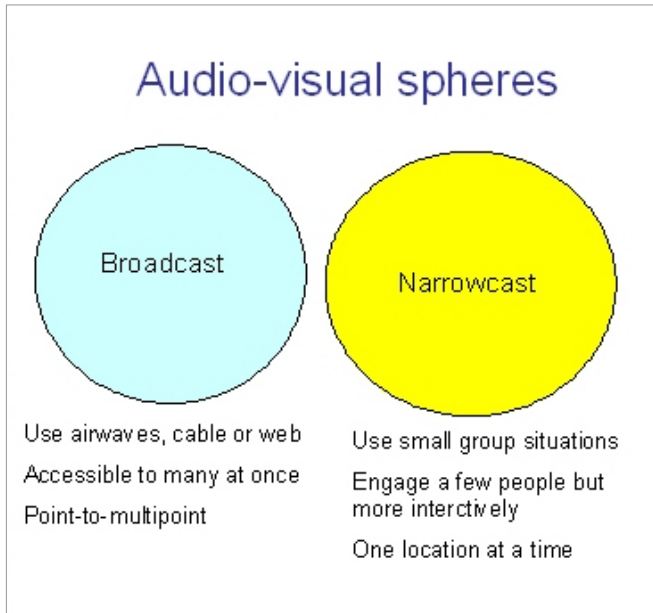 Audio-visual spheres
Broadcast
Narrowcast
Use airwaves, cable or web
Accessible to many at once
Point-to-multipoint
Use small group situations
Engage a few people but
more interctively
One location at a time